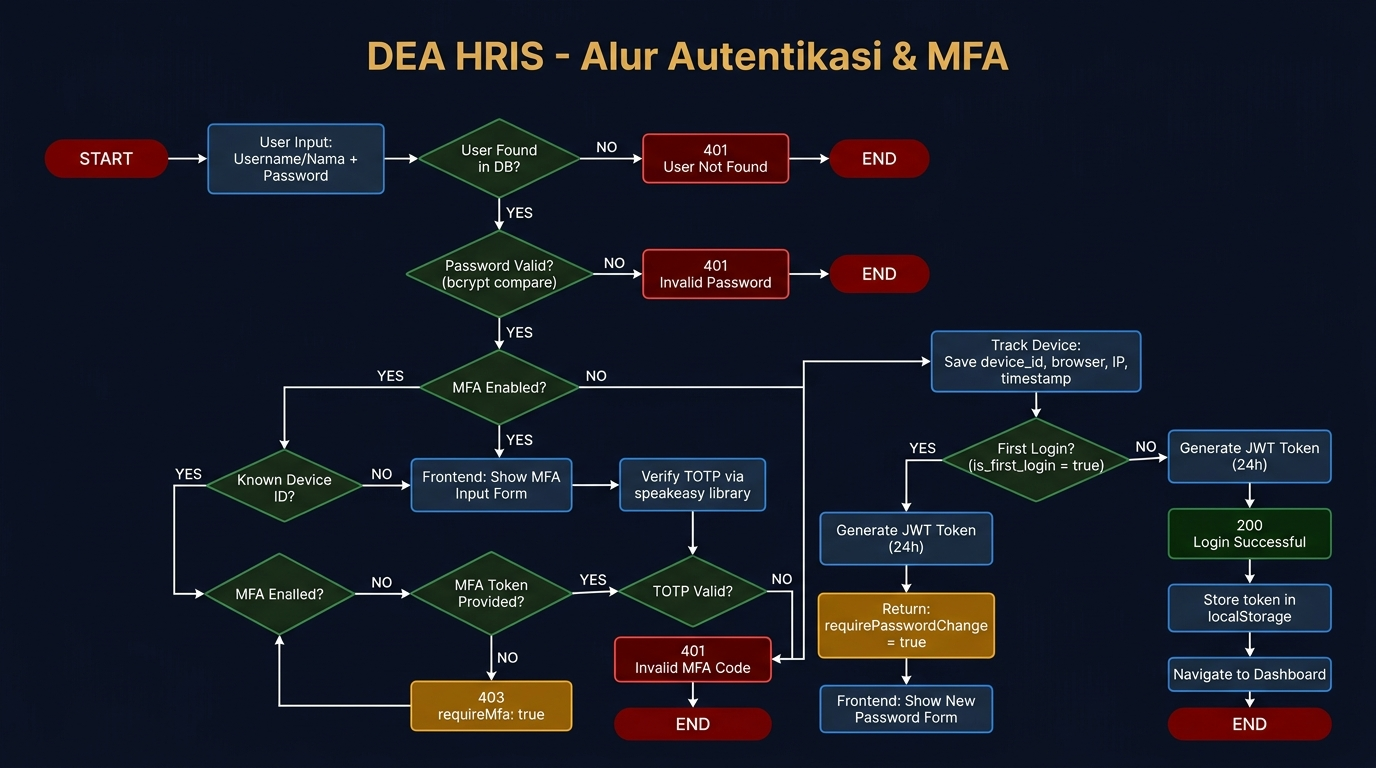 DEA HRIS - Alur Autentikasi & MFA
START
User Input:
Username/Nama +
Password
User Found
in DB?
NO
401
User Not Found
END
YES
Password Valid?
(bcrypt compare)
NO
401
Invalid Password
END
YES
MFA Enabled?
YES
NO
YES
Track Device:
Save device_id, browser, IP,
timestamp
First Login?
(is_first_login = true)
YES
NO
Generate JWT Token
(24h)
Known Device
ID?
YES
NO
Frontend: Show MFA
Input Form
Verify TOTP via
speakeasy library
Generate JWT Token
(24h)
200
Login Successful
MFA Enalled?
NO
MFA Token
Provided?
YES
TOTP Valid?
NO
Return:
requirePasswordChange
= true
Store token in
localStorage
NO
401
Invalid MFA Code
403
requireMfa: true
END
Frontend: Show New
Password Form
Navigate to Dashboard
END